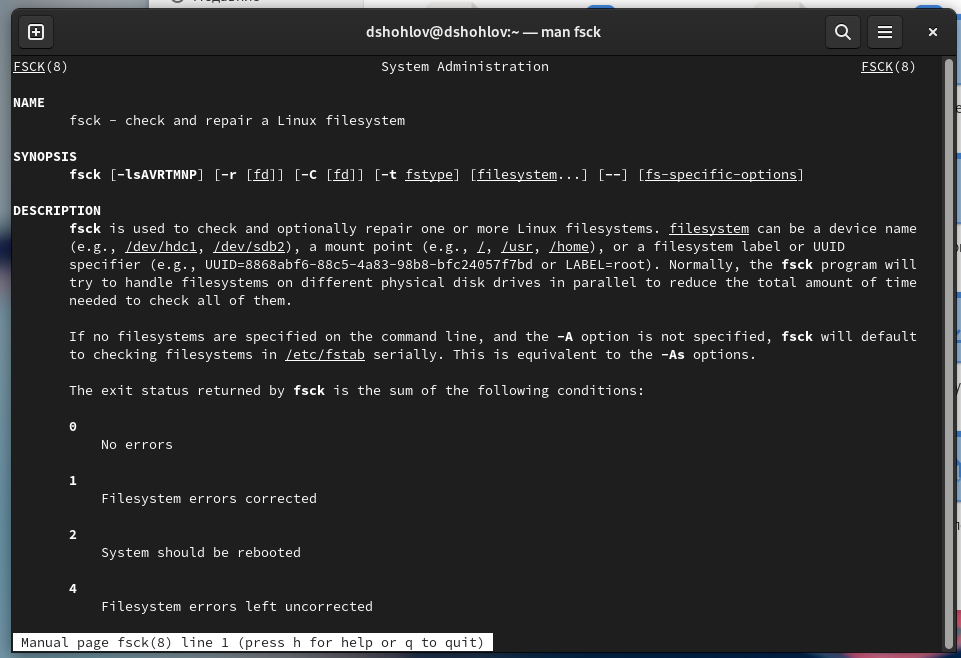 dshohlov@dshohlov:~ — man fsck
FSCK(8) System Administration FSCK(8)
NAME
fsck - check and repair a Linux filesystem
SYNOPSIS
fsck [-lsAVRTMNP] [-r [fd]] [-C [fd]] [-t fstype] [filesystem...] [--] [fs-specific-options]
DESCRIPTION
fsck is used to check and optionally repair one or more Linux filesystems. filesystem can be a device name
(e.g., /dev/hdc1, /dev/sdb2), a mount point (e.g., /, /usr, /home), or a filesystem label or UUID
specifier (e.g., UUID=8868abf6-88c5-4a83-98b8-bfc24057f7bd or LABEL=root). Normally, the fsck program will
try to handle filesystems on different physical disk drives in parallel to reduce the total amount of time
needed to check all of them.
If no filesystems are specified on the command line, and the -A option is not specified, fsck will default
to checking filesystems in /etc/fstab serially. This is equivalent to the -As options.
The exit status returned by fsck is the sum of the following conditions:
0
No errors
1
Filesystem errors corrected
2
System should be rebooted
4
Filesystem errors left uncorrected
Manual page fsck(8) line 1 (press h for help or q to quit)